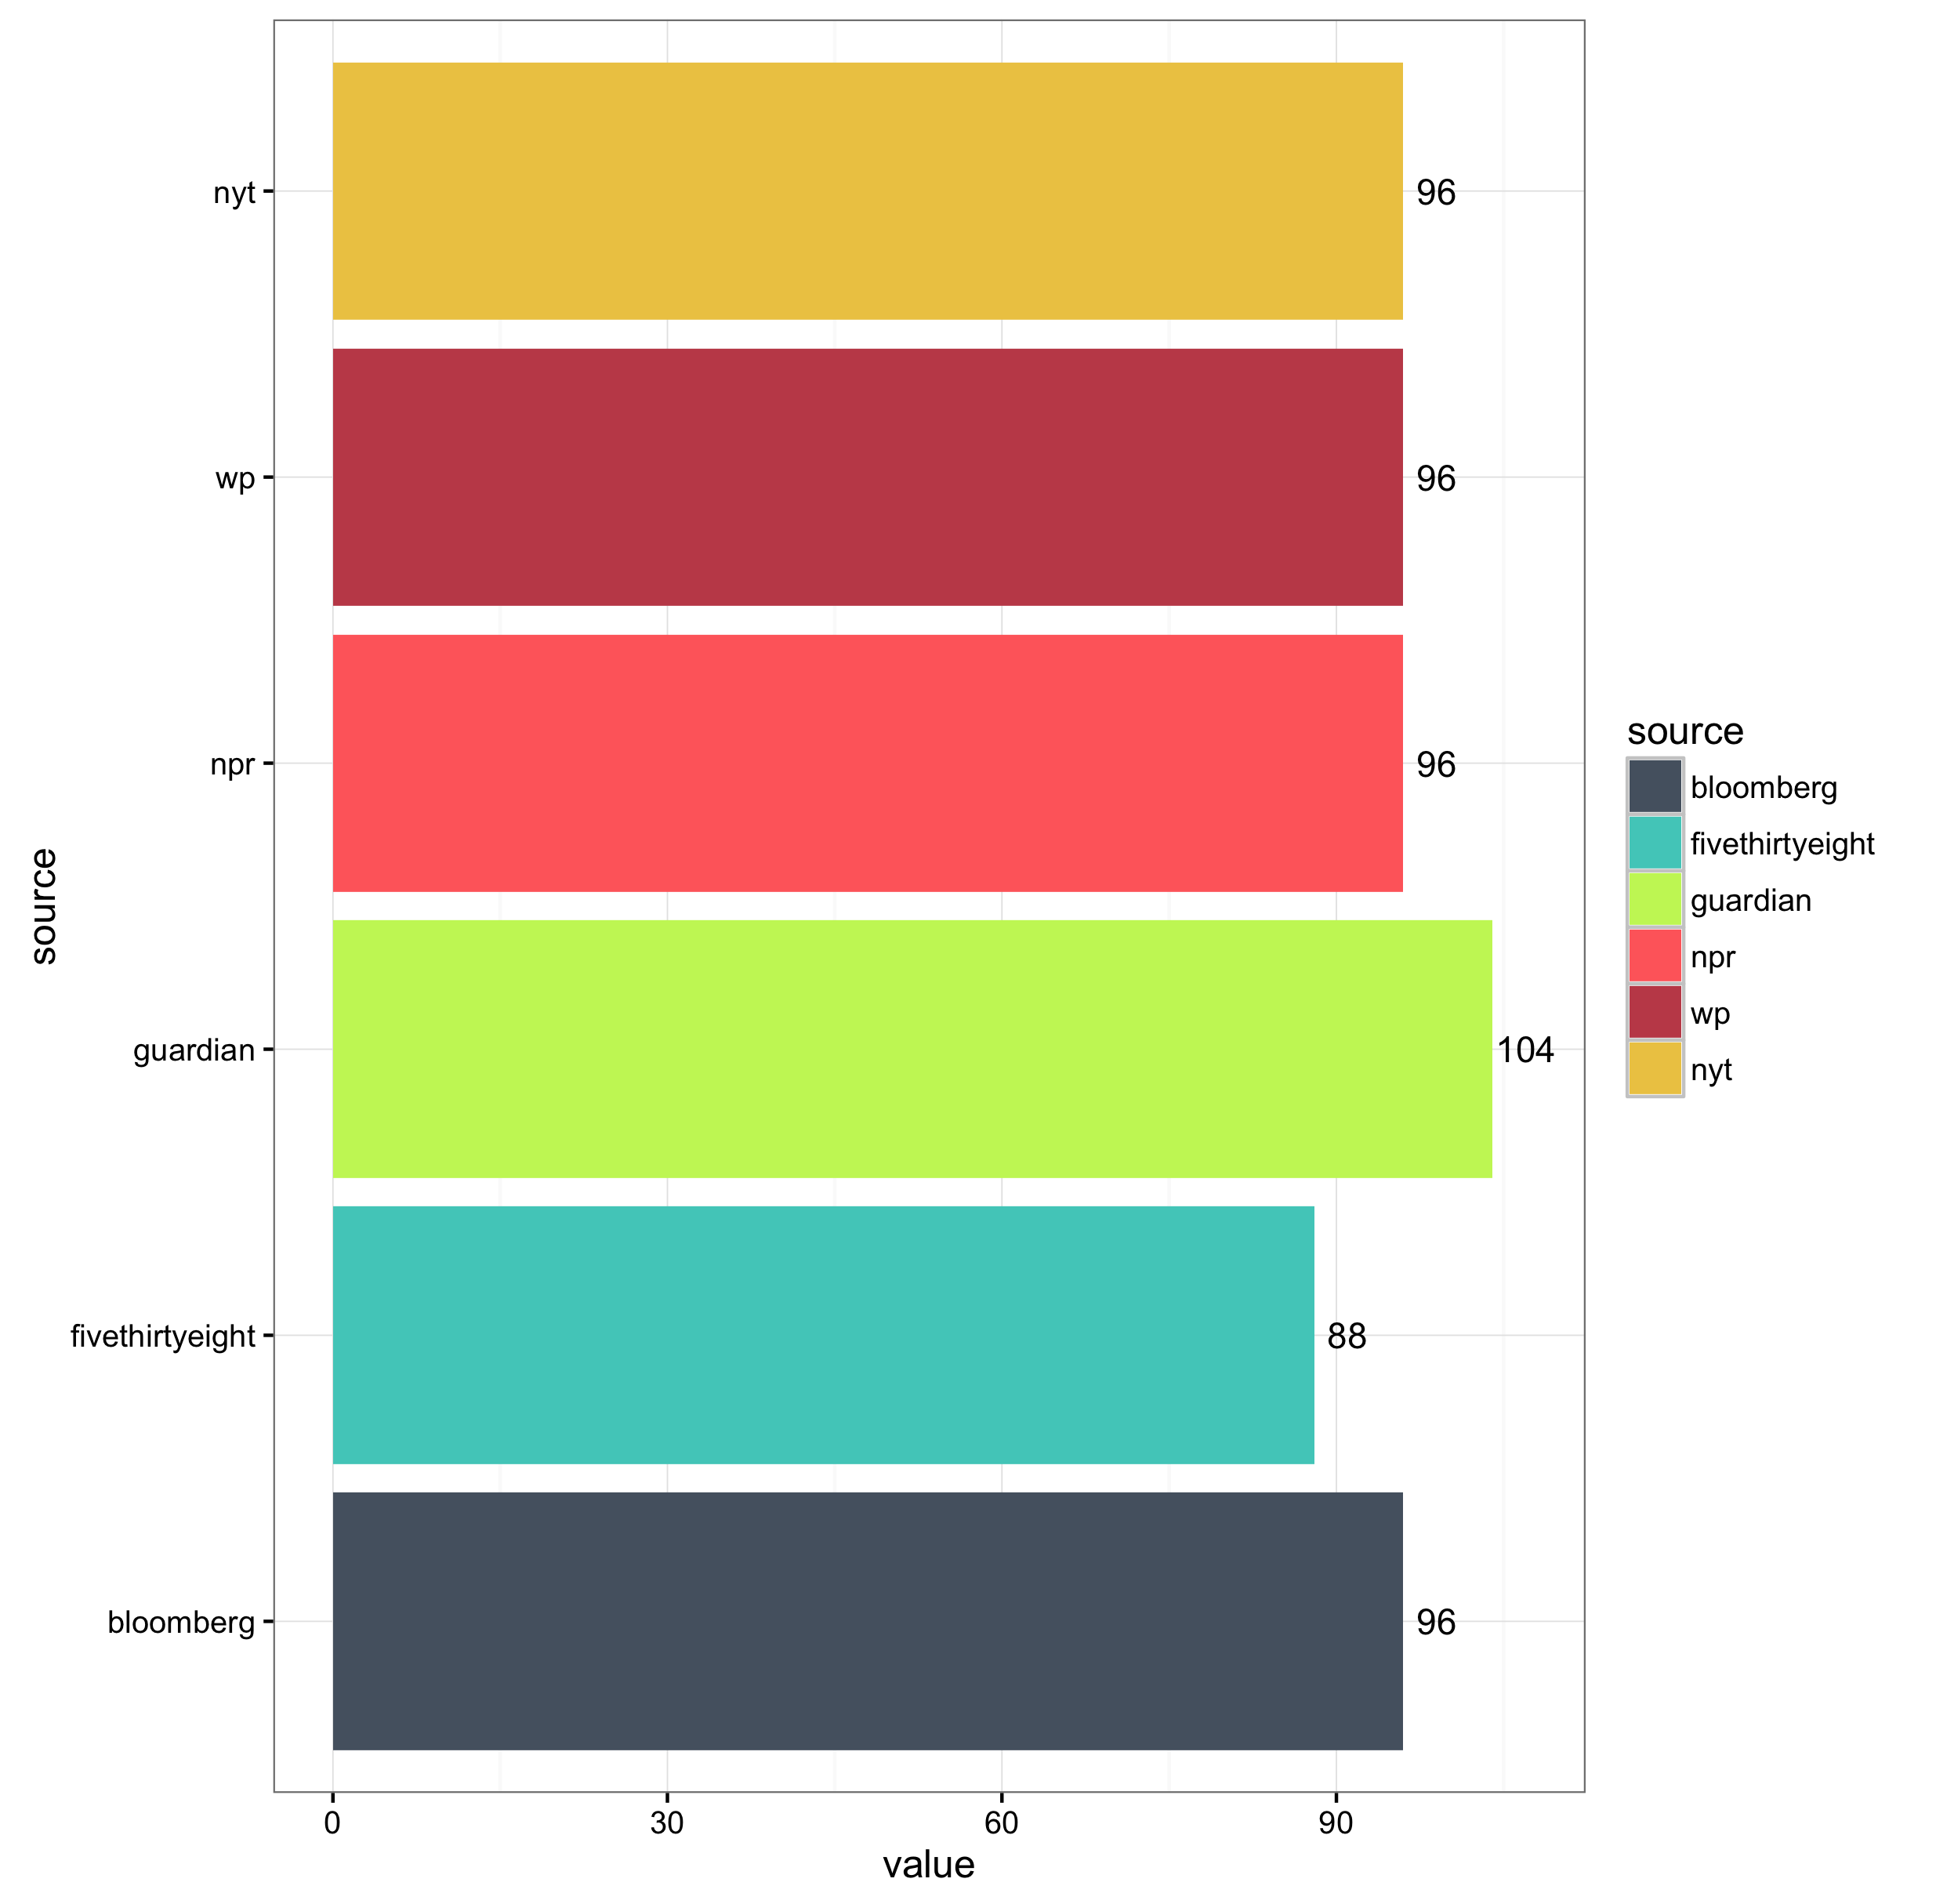 nyt
96
wp
96
npr
96
guardian
104
fivethirtyeight
88
bloomberg
96
0 30 60 90
value
source
source
bloomberg
fivethirtyeight
guardian
npr
wp
nyt